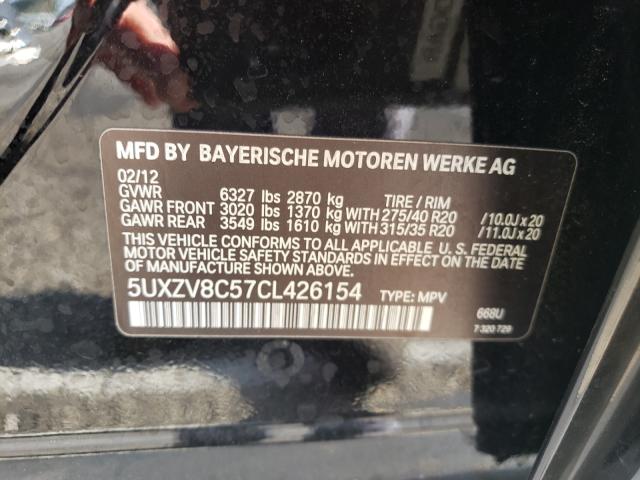 MFD BY BAYERISCHE MOTOREN WERKE AG
02/12
GVWR 6327 lbs 2870 kg TIRE / RIM
GAWR FRONT 3020 lbs 1370 kg WITH 275/40 R20 /10.0J x 20
GAWR REAR 3549 lbs 1610 kg WITH 315/35 R20 /11.0J x 20
THIS VEHICLE CONFORMS TO ALL APPLICABLE U. S. FEDERAL
MOTOR VEHICLE SAFETY STANDARDS IN EFFECT ON THE DATE
OF MANUFACTURE SHOWN ABOVE.
5UXZV8C57CL426154 TYPE: MPV
668U
7 320 729